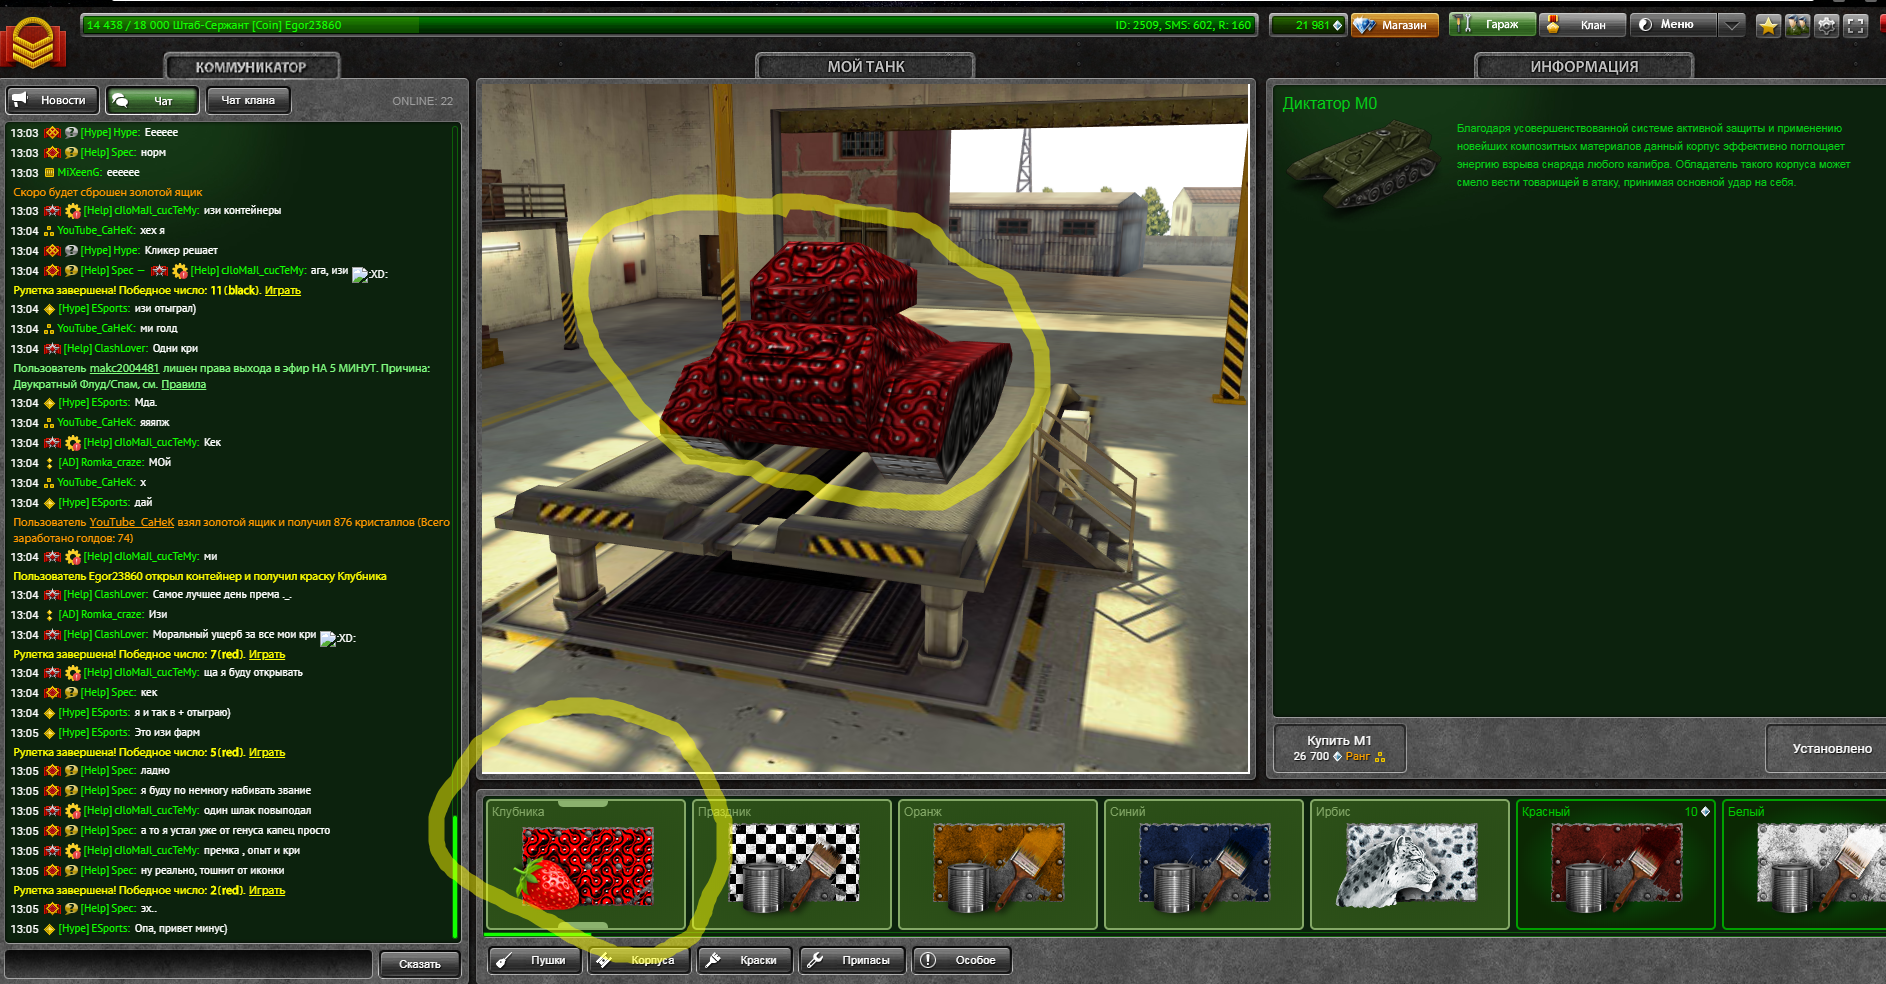 14 438 / 18 000 Штаб-Сержант [Coin] Egor23860
ID: 2509, SMS: 602, R: 160
21 981
Магазин
Гараж
Клан
Меню
КОММУНИКАТОР
МОЙ ТАНК
ИНФОРМАЦИЯ
Новости
Чат
Чат клана
ONLINE: 22
13:03 [Hype] Hype: Eeeeee
13:03 [Help] Spec: норм
13:03 MiXeenG: eeeeee
Скоро будет сброшен золотой ящик
13:03 [Help] cJloMaJl_cucTeMy: изи контейнеры
13:04 YouTube_CaHeK: хех я
13:04 [Hype] Hype: Кликер решает
13:04 [Help] Spec — [Help] cJloMaJl_cucTeMy: ага, изи :XD:
Рулетка завершена! Победное число: 11 (black). Играть
13:04 [Hype] ESports: изи отыграл)
13:04 YouTube_CaHeK: ми голд
13:04 [Help] ClashLover: Одни кри
Пользователь makc2004481 лишен права выхода в эфир НА 5 МИНУТ. Причина:
Двукратный Флуд/Спам, см. Правила
13:04 [Hype] ESports: Мда.
13:04 YouTube_CaHeK: яяяпж
13:04 [Help] cJloMaJl_cucTeMy: Кек
13:04 [AD] Romka_craze: МОй
13:04 YouTube_CaHeK: х
13:04 [Hype] ESports: дай
Пользователь YouTube_CaHeK взял золотой ящик и получил 876 кристаллов (Всего
заработано голдов: 74)
13:04 [Help] cJloMaJl_cucTeMy: ми
Пользователь Egor23860 открыл контейнер и получил краску Клубника
13:04 [Help] ClashLover: Самое лучшее день према ._.
13:04 [AD] Romka_craze: Изи
13:04 [Help] ClashLover: Моральный ущерб за все мои кри :XD:
Рулетка завершена! Победное число: 7 (red). Играть
13:04 [Help] cJloMaJl_cucTeMy: ща я буду открывать
13:04 [Help] Spec: кек
13:04 [Hype] ESports: я и так в + отыграю)
13:05 [Hype] ESports: Это изи фарм
Рулетка завершена! Победное число: 5 (red). Играть
13:05 [Help] Spec: ладно
13:05 [Help] Spec: я буду по немногу набивать звание
13:05 [Help] cJloMaJl_cucTeMy: один шлак повыподал
13:05 [Help] Spec: а то я устал уже от генуса капец просто
13:05 [Help] cJloMaJl_cucTeMy: премка , опыт и кри
13:05 [Help] Spec: ну реально, тошнит от иконки
Рулетка завершена! Победное число: 2 (red). Играть
13:05 [Help] Spec: эх..
13:05 [Hype] ESports: Опа, привет минус)
Сказать
KEEP DISTANCE
Диктатор М0
Благодаря усовершенствованной системе активной защиты и применению
новейших композитных материалов данный корпус эффективно поглощает
энергию взрыва снаряда любого калибра. Обладатель такого корпуса может
смело вести товарищей в атаку, принимая основной удар на себя.
Купить М1
26 700 Ранг
Установлено
Клубника
Праздник
Оранж
Синий
Ирбис
Красный 10
Белый
Пушки
Корпуса
Краски
Припасы
Особое